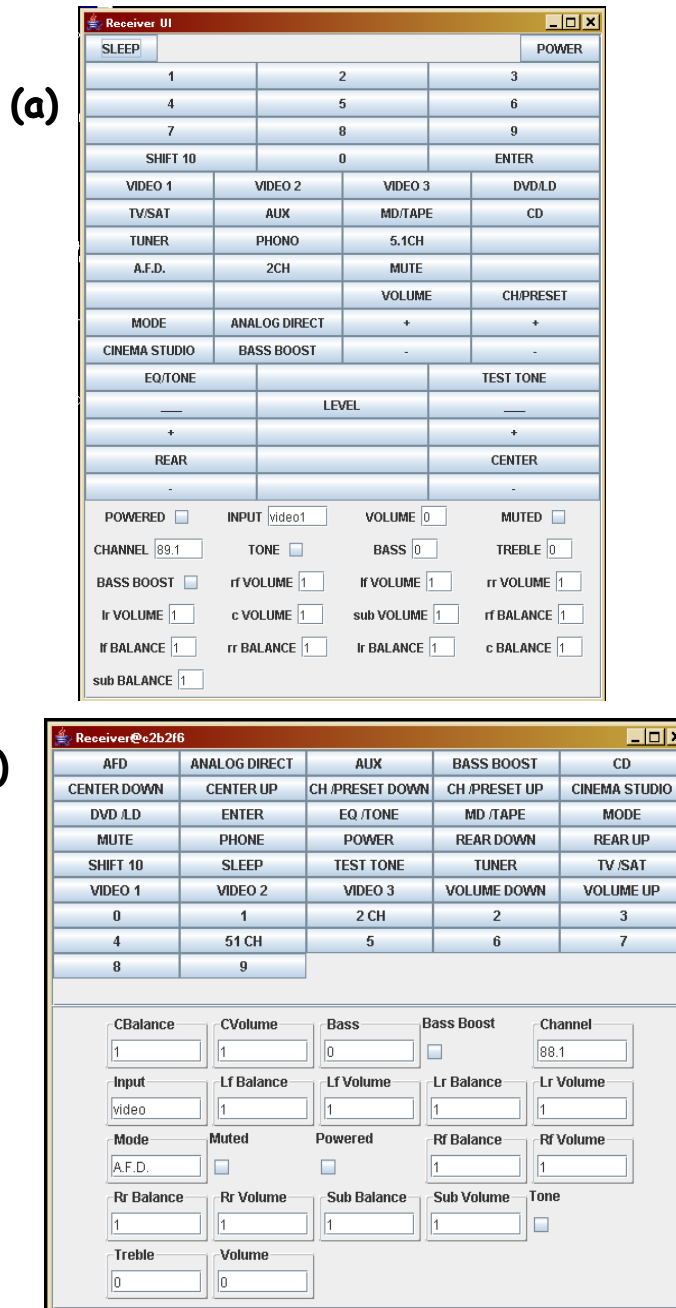 Receiver UI
SLEEP POWER
(a)
1 2 3
4 5 6
7 8 9
SHIFT 10 0 ENTER
VIDEO 1 VIDEO 2 VIDEO 3 DVD/LD
TV/SAT AUX MD/TAPE CD
TUNER PHONO 5.1CH
A.F.D. 2CH MUTE
VOLUME CH/PRESET
MODE ANALOG DIRECT + +
CINEMA STUDIO BASS BOOST - -
EQ/TONE TEST TONE
___ LEVEL ___
+ +
REAR CENTER
- -
POWERED INPUT video1 VOLUME 0 MUTED
CHANNEL 89.1 TONE BASS 0 TREBLE 0
BASS BOOST rf VOLUME 1 lf VOLUME 1 rr VOLUME 1
lr VOLUME 1 c VOLUME 1 sub VOLUME 1 rf BALANCE 1
lf BALANCE 1 rr BALANCE 1 lr BALANCE 1 c BALANCE 1
sub BALANCE 1
)
Receiver@c2b2f6
AFD ANALOG DIRECT AUX BASS BOOST CD
CENTER DOWN CENTER UP CH /PRESET DOWN CH /PRESET UP CINEMA STUDIO
DVD /LD ENTER EQ /TONE MD /TAPE MODE
MUTE PHONE POWER REAR DOWN REAR UP
SHIFT 10 SLEEP TEST TONE TUNER TV /SAT
VIDEO 1 VIDEO 2 VIDEO 3 VOLUME DOWN VOLUME UP
0 1 2 CH 2 3
4 51 CH 5 6 7
8 9
CBalance CVolume Bass Bass Boost Channel
1 1 0 88.1
Input Lf Balance Lf Volume Lr Balance Lr Volume
video 1 1 1 1
Mode Muted Powered Rf Balance Rf Volume
A.F.D. 1 1
Rr Balance Rr Volume Sub Balance Sub Volume Tone
1 1 1 1
Treble Volume
0 0